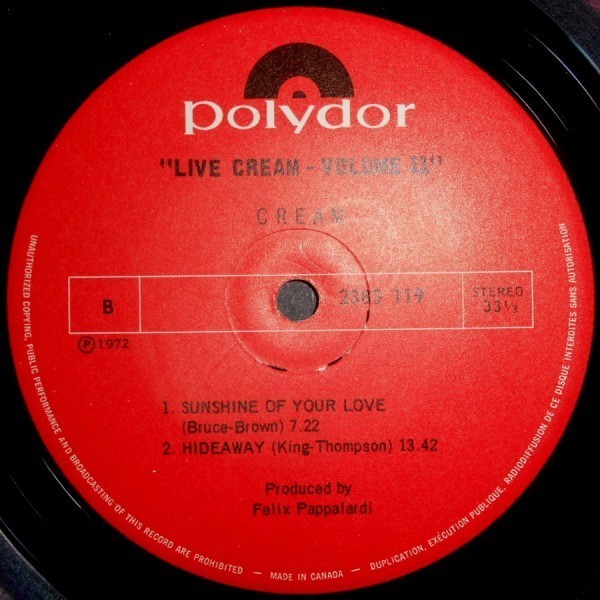 polydor
"LIVE CREAM - VOLUME II"
CREAM
B
2383 119
STEREO
33⅓
Ⓟ 1972
1. SUNSHINE OF YOUR LOVE
(Bruce-Brown) 7.22
2. HIDEAWAY (King-Thompson) 13.42
Produced by
Felix Pappalardi
UNAUTHORIZED COPYING, PUBLIC PERFORMANCE AND BROADCASTING OF THIS RECORD ARE PROHIBITED — MADE IN CANADA — DUPLICATION, EXÉCUTION PUBLIQUE, RADIODIFFUSION DE CE DISQUE INTERDITES SANS AUTORISATION